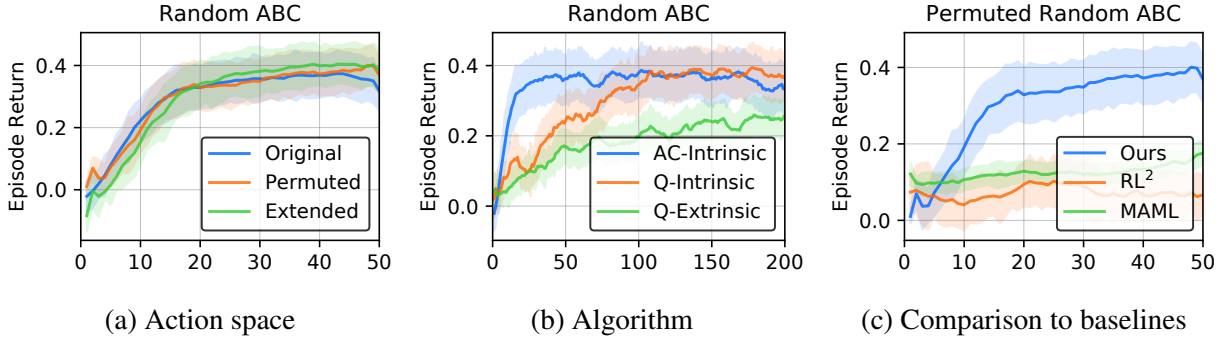 Random ABC
Episode Return
0.4
0.2
0.0
Original
Permuted
Extended
0 10 20 30 40 50
(a) Action space
Random ABC
Episode Return
0.4
0.2
0.0
AC-Intrinsic
Q-Intrinsic
Q-Extrinsic
0 50 100 150 200
(b) Algorithm
Permuted Random ABC
Episode Return
0.4
0.2
0.0
Ours
RL²
MAML
0 10 20 30 40 50
(c) Comparison to baselines